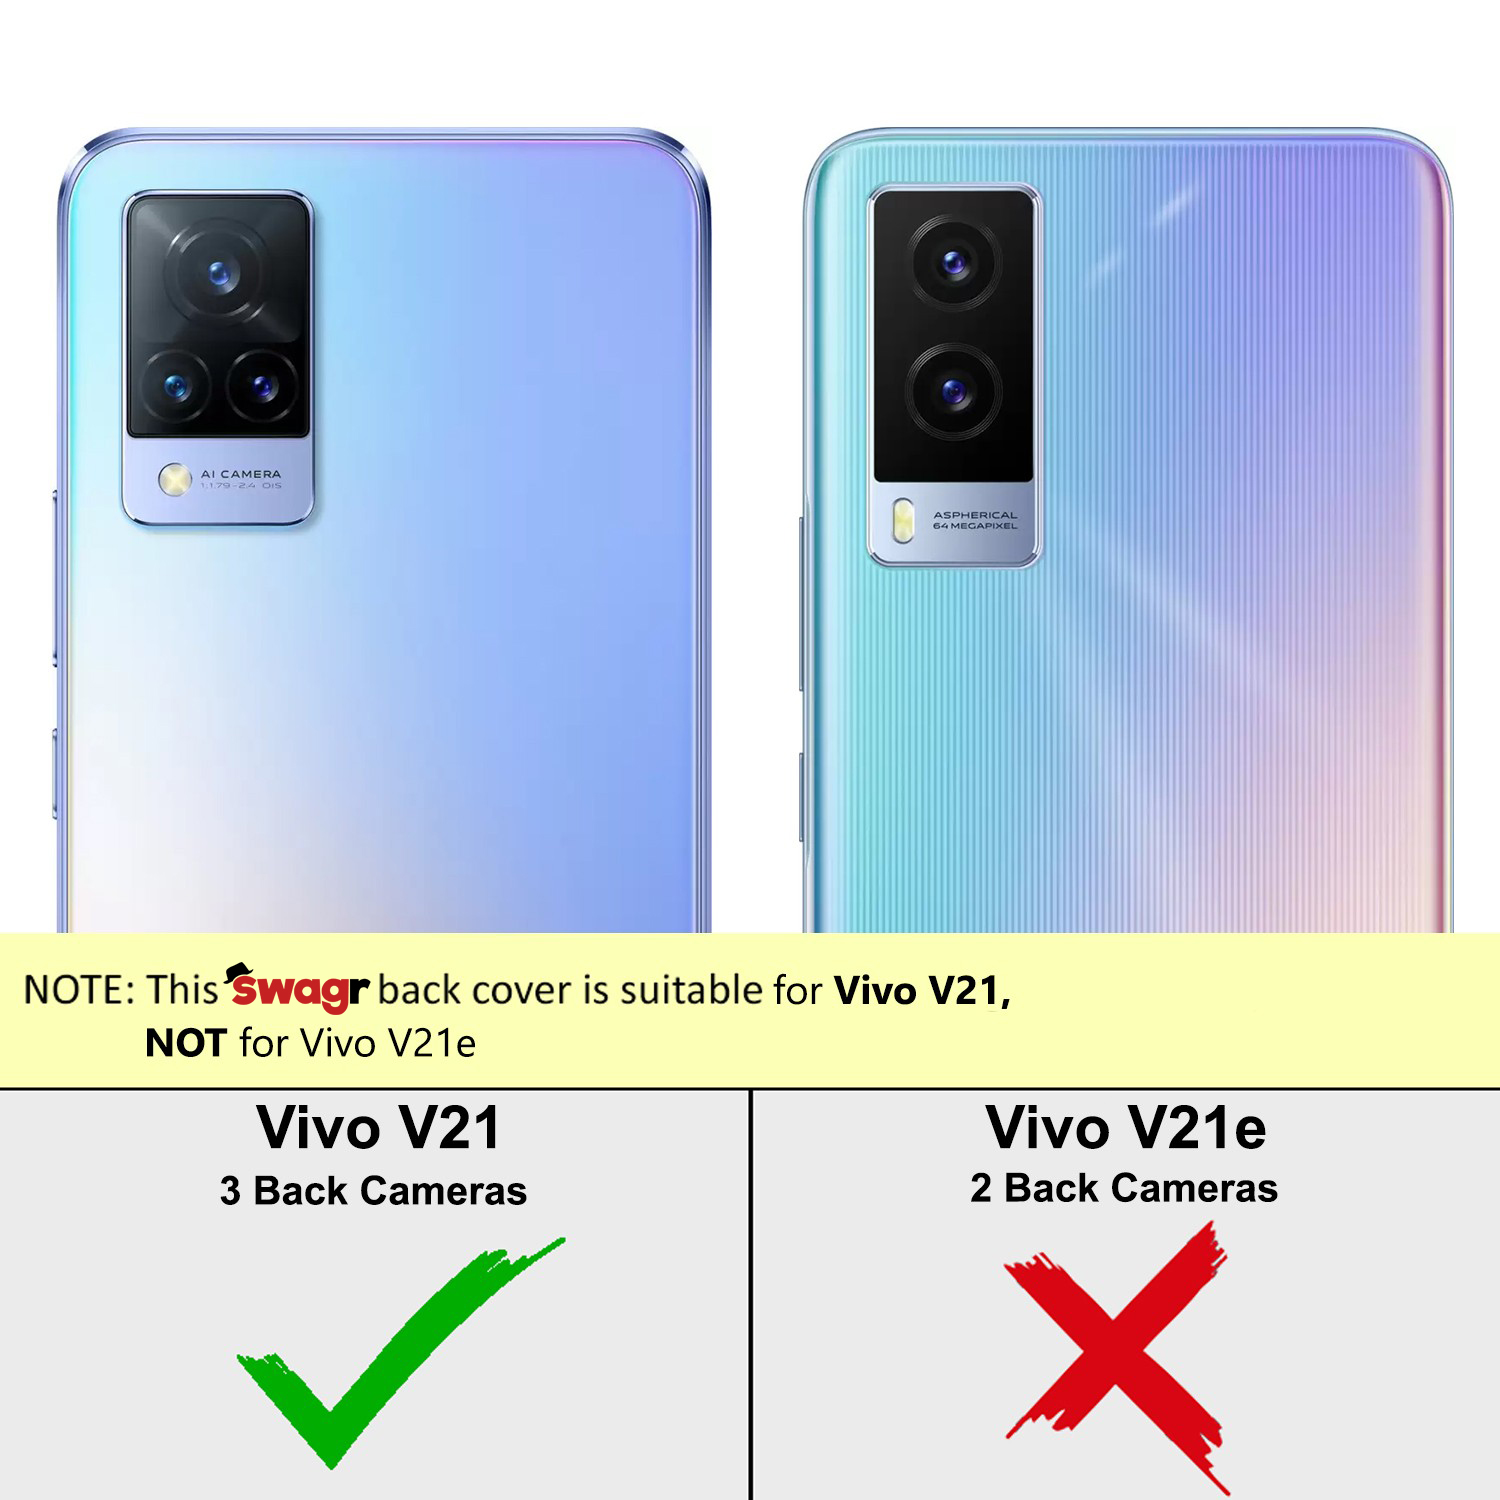 AI CAMERA
1:1.79-2.4 OIS
ASPHERICAL
64 MEGAPIXEL
NOTE: This Swagr back cover is suitable for Vivo V21,
NOT for Vivo V21e
Vivo V21
3 Back Cameras
Vivo V21e
2 Back Cameras